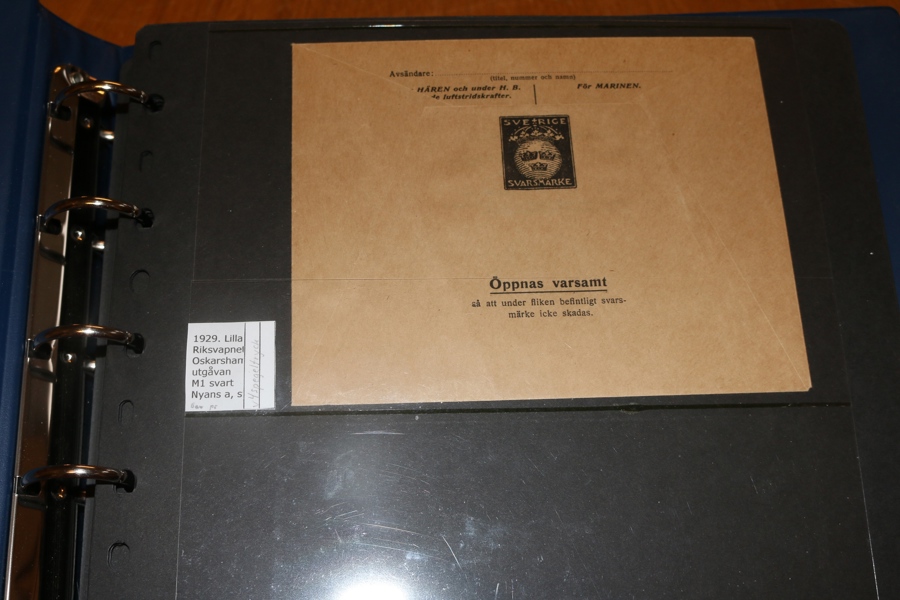 Avsändare:
(titel, nummer och namn)
HÄREN och under H. B.
de luftstridskrafter.
För MARINEN.
SVERIGE
SVARSMÄRKE
Öppnas varsamt
så att under fliken befintligt svars-
märke icke skadas.
1929. Lilla
Riksvapnet
Oskarshan
utgåvan
M1 svart
Nyans a, s